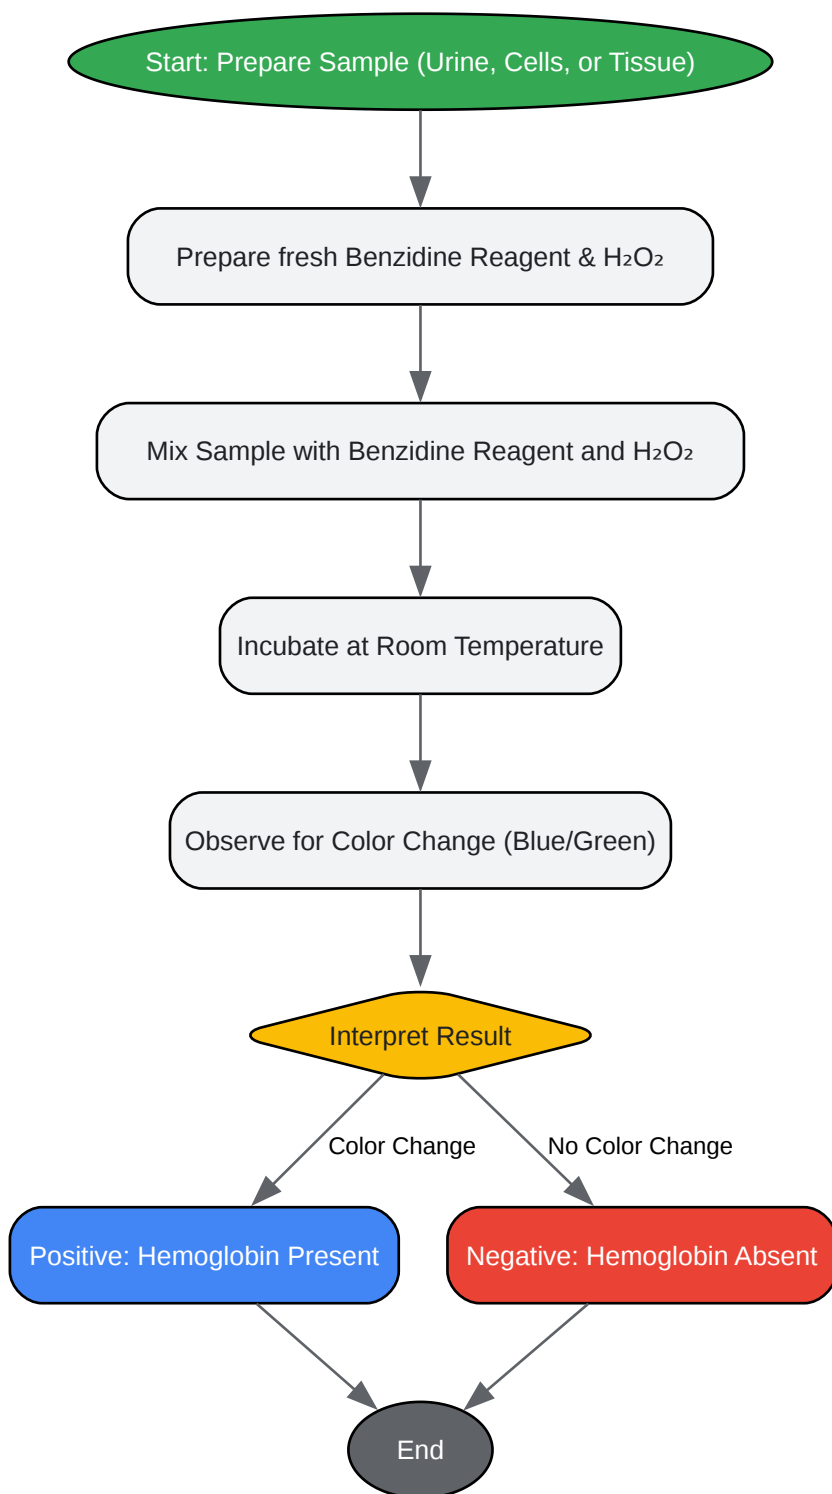 Start: Prepare Sample (Urine, Cells, or Tissue)
Prepare fresh Benzidine Reagent & H₂O₂
Mix Sample with Benzidine Reagent and H₂O₂
Incubate at Room Temperature
Observe for Color Change (Blue/Green)
Interpret Result
Color Change
No Color Change
Positive: Hemoglobin Present
Negative: Hemoglobin Absent
End